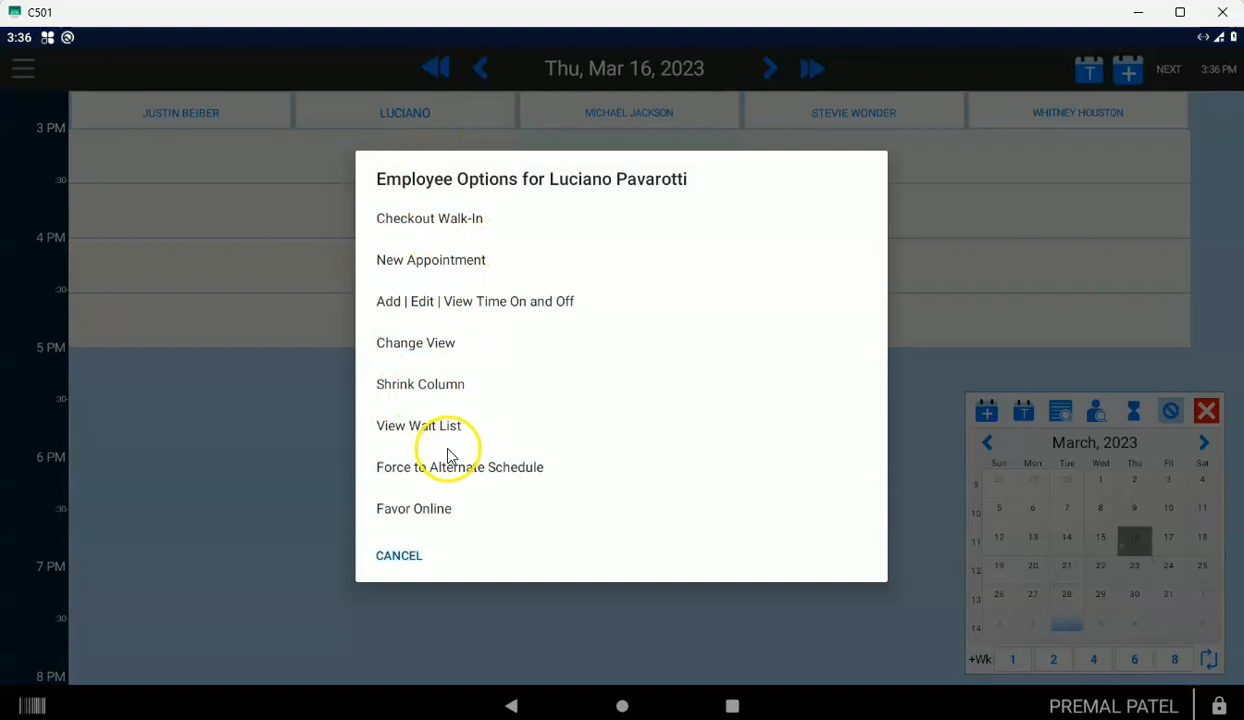 C501
3:36
Thu, Mar 16, 2023
T
NEXT
3:36 PM
JUSTIN BEIBER
LUCIANO
MICHAEL JACKSON
STEVIE WONDER
WHITNEY HOUSTON
3 PM
:30
4 PM
:30
5 PM
:30
6 PM
:30
7 PM
:30
8 PM
Employee Options for Luciano Pavarotti
Checkout Walk-In
New Appointment
Add | Edit | View Time On and Off
Change View
Shrink Column
View Wait List
Force to Alternate Schedule
Favor Online
CANCEL
T
March, 2023
Sun Mon Tue Wed Thu Fri Sat
9 1 2 3 4
10 5 6 7 8 9 10 11
11 12 13 14 15 16 17 18
12 19 20 21 22 23 24 25
13 26 27 28 29 30 31
14
+Wk 1 2 4 6 8
PREMAL PATEL